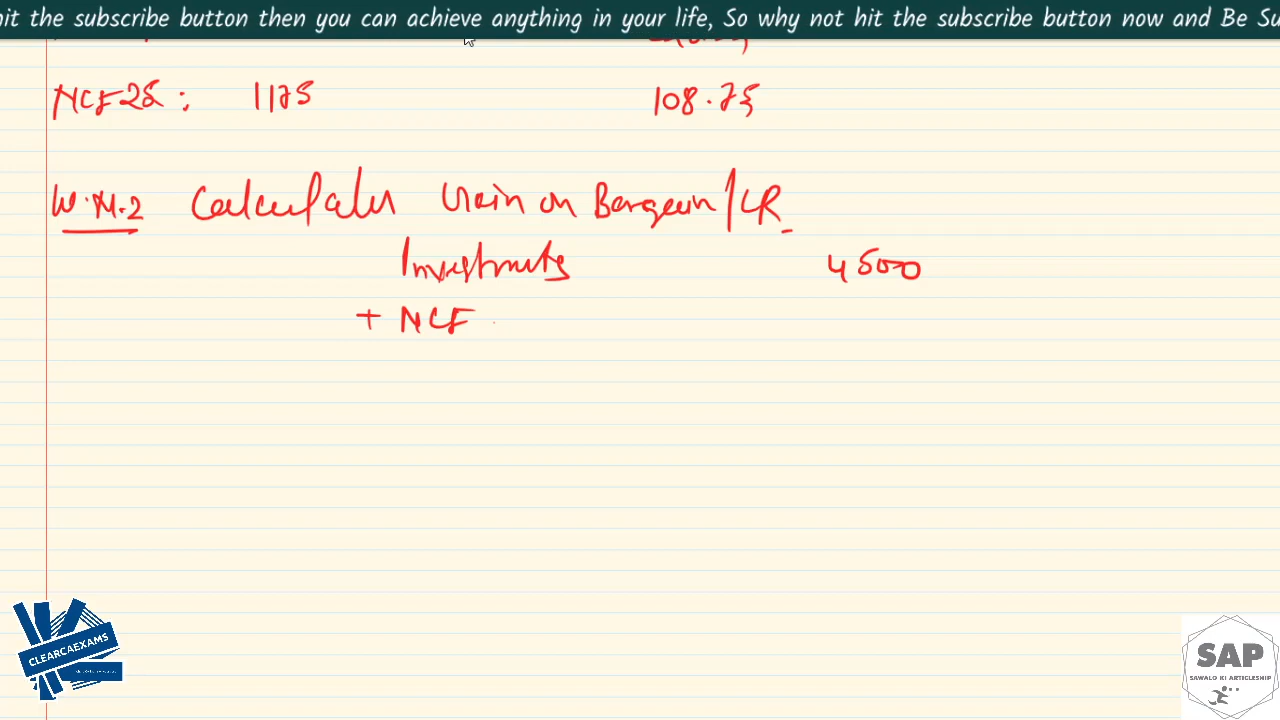 hit the subscribe button then you can achieve anything in your life, So why not hit the subscribe button now and Be Su
NCF25 : 1175 108.75
W.N.2 Calculate Gain on Bargain / CR
Investments 4500
+ NCF
CLEARCAEXAMS
SAP
SAWALO KI ARTICLESHIP